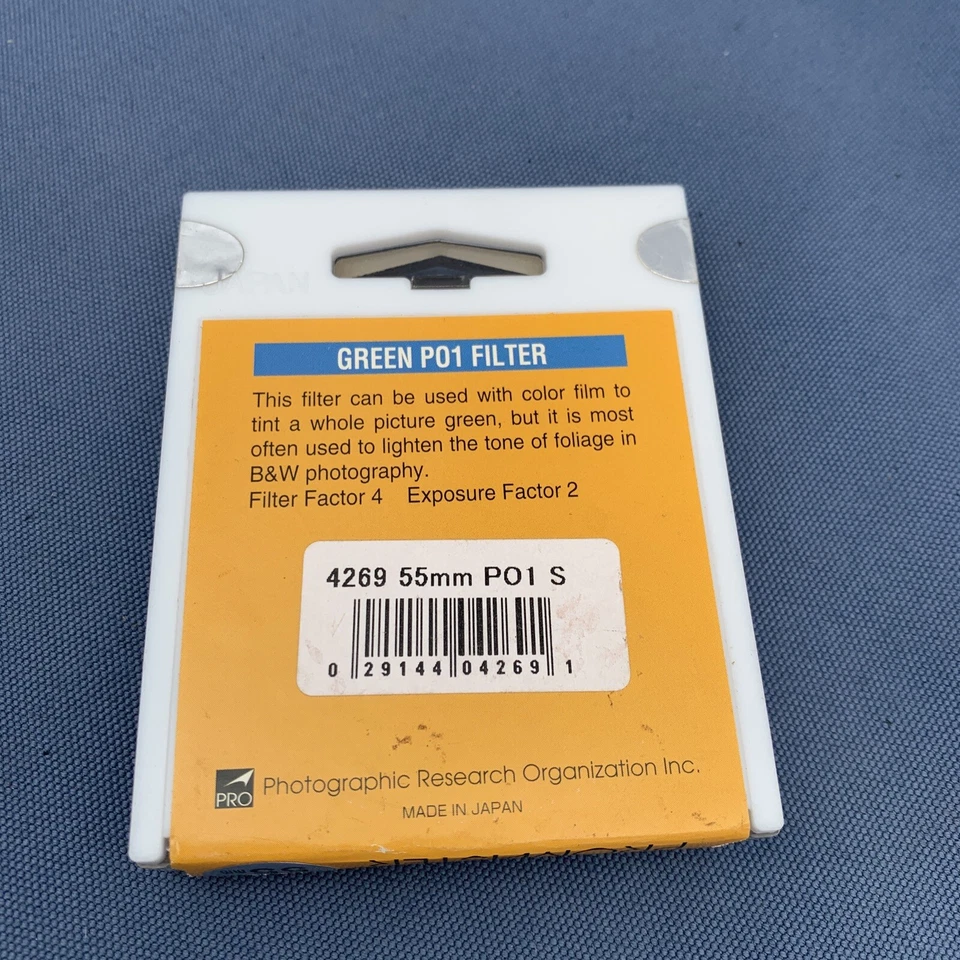 GREEN PO1 FILTER
This filter can be used with color film to
tint a whole picture green, but it is most
often used to lighten the tone of foliage in
B&W photography.
Filter Factor 4 Exposure Factor 2
4269 55mm PO1 S
0 29144 04269 1
PRO Photographic Research Organization Inc.
MADE IN JAPAN